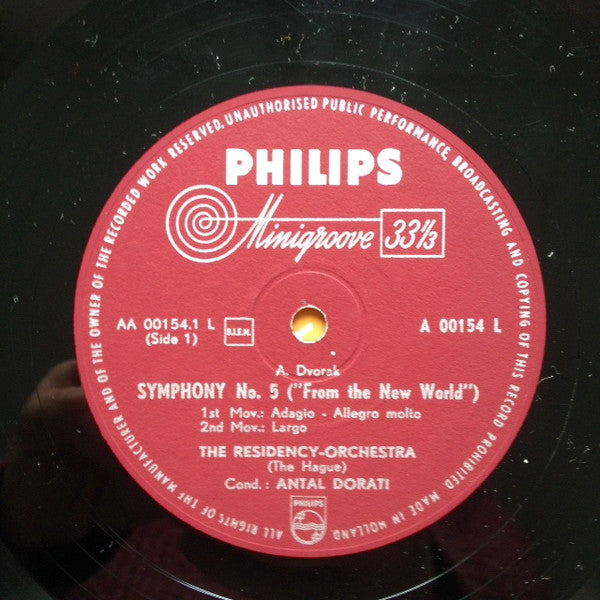 ALL RIGHTS OF THE MANUFACTURER AND OF THE OWNER OF THE RECORDED WORK RESERVED, UNAUTHORISED PUBLIC PERFORMANCE, BROADCASTING AND COPYING OF THIS RECORD PROHIBITED. MADE IN HOLLAND.
PHILIPS
Minigroove 33⅓
AA 00154.1 L B.I.E.M. A 00154 L
(Side 1)
A. Dvorak
SYMPHONY No. 5 ("From the New World")
1st Mov.: Adagio - Allegro molto
2nd Mov.: Largo
THE RESIDENCY-ORCHESTRA
(The Hague)
Cond.: ANTAL DORATI
PHILIPS